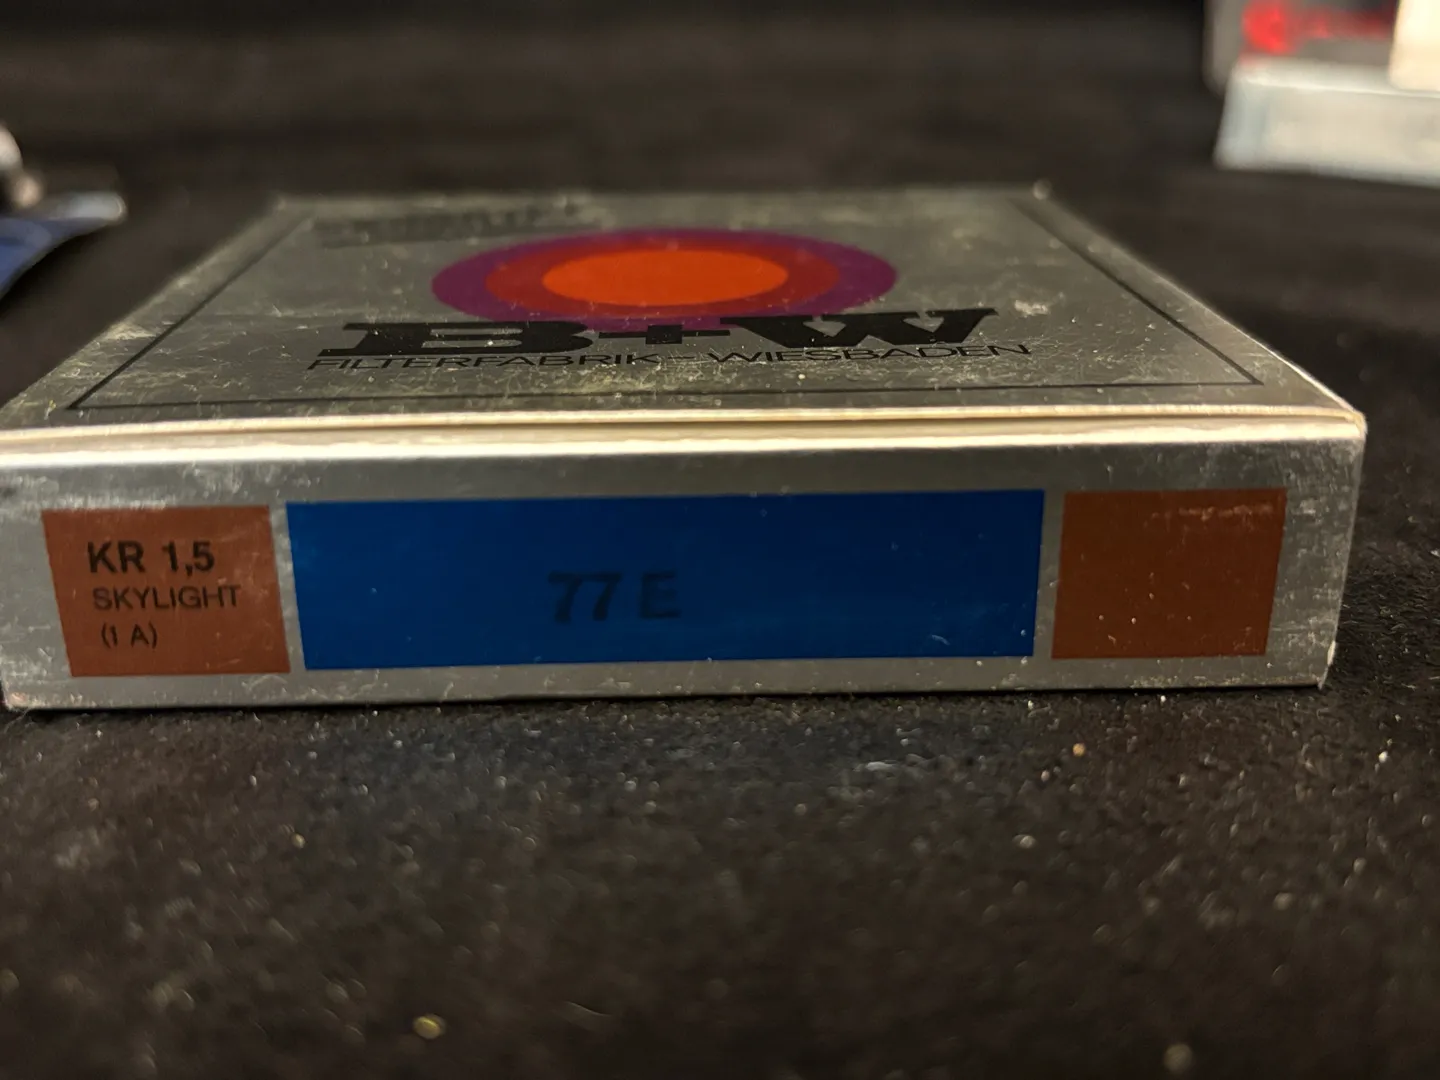 B+W
FILTERFABRIK – WIESBADEN
KR 1,5
SKYLIGHT
(1 A)
77 E